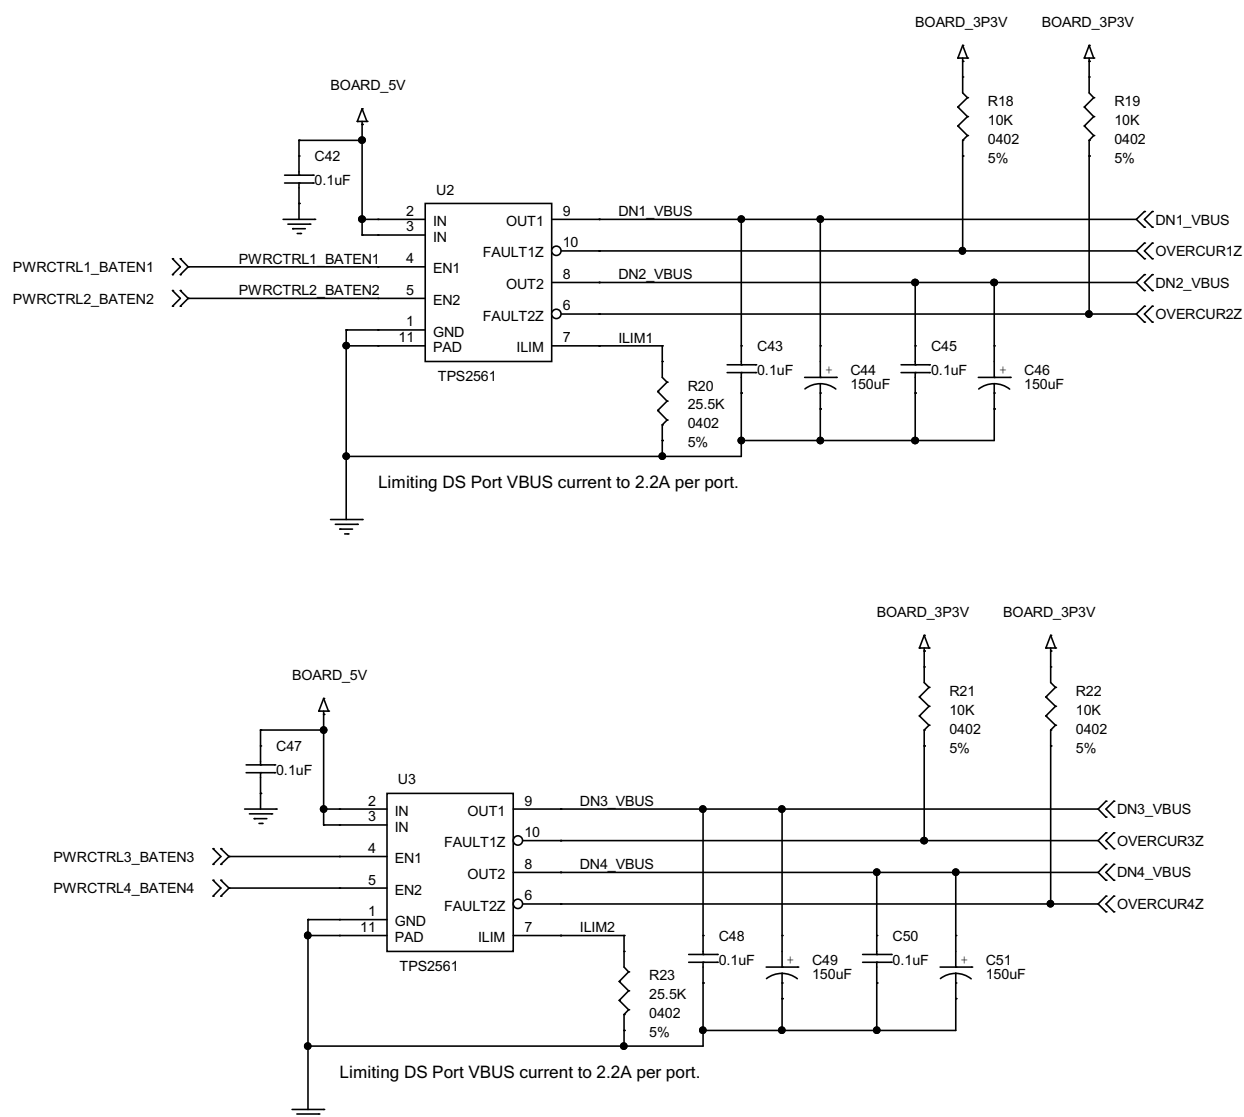 BOARD_3P3V
BOARD_3P3V
BOARD_5V
R18
10K
0402
5%
R19
10K
0402
5%
C42
0.1uF
U2
2
3
IN
IN
OUT1
9
DN1_VBUS
DN1_VBUS
FAULT1Z
10
OVERCUR1Z
PWRCTRL1_BATEN1
PWRCTRL1_BATEN1
4
EN1
OUT2
8
DN2_VBUS
DN2_VBUS
PWRCTRL2_BATEN2
PWRCTRL2_BATEN2
5
EN2
FAULT2Z
6
OVERCUR2Z
1
11
GND
PAD
ILIM
7
ILIM1
TPS2561
R20
25.5K
0402
5%
C43
0.1uF
+
C44
150uF
C45
0.1uF
+
C46
150uF
Limiting DS Port VBUS current to 2.2A per port.
BOARD_3P3V
BOARD_3P3V
BOARD_5V
R21
10K
0402
5%
R22
10K
0402
5%
C47
0.1uF
U3
2
3
IN
IN
OUT1
9
DN3_VBUS
DN3_VBUS
FAULT1Z
10
OVERCUR3Z
PWRCTRL3_BATEN3
4
EN1
OUT2
8
DN4_VBUS
DN4_VBUS
PWRCTRL4_BATEN4
5
EN2
FAULT2Z
6
OVERCUR4Z
1
11
GND
PAD
ILIM
7
ILIM2
TPS2561
R23
25.5K
0402
5%
C48
0.1uF
+
C49
150uF
C50
0.1uF
+
C51
150uF
Limiting DS Port VBUS current to 2.2A per port.